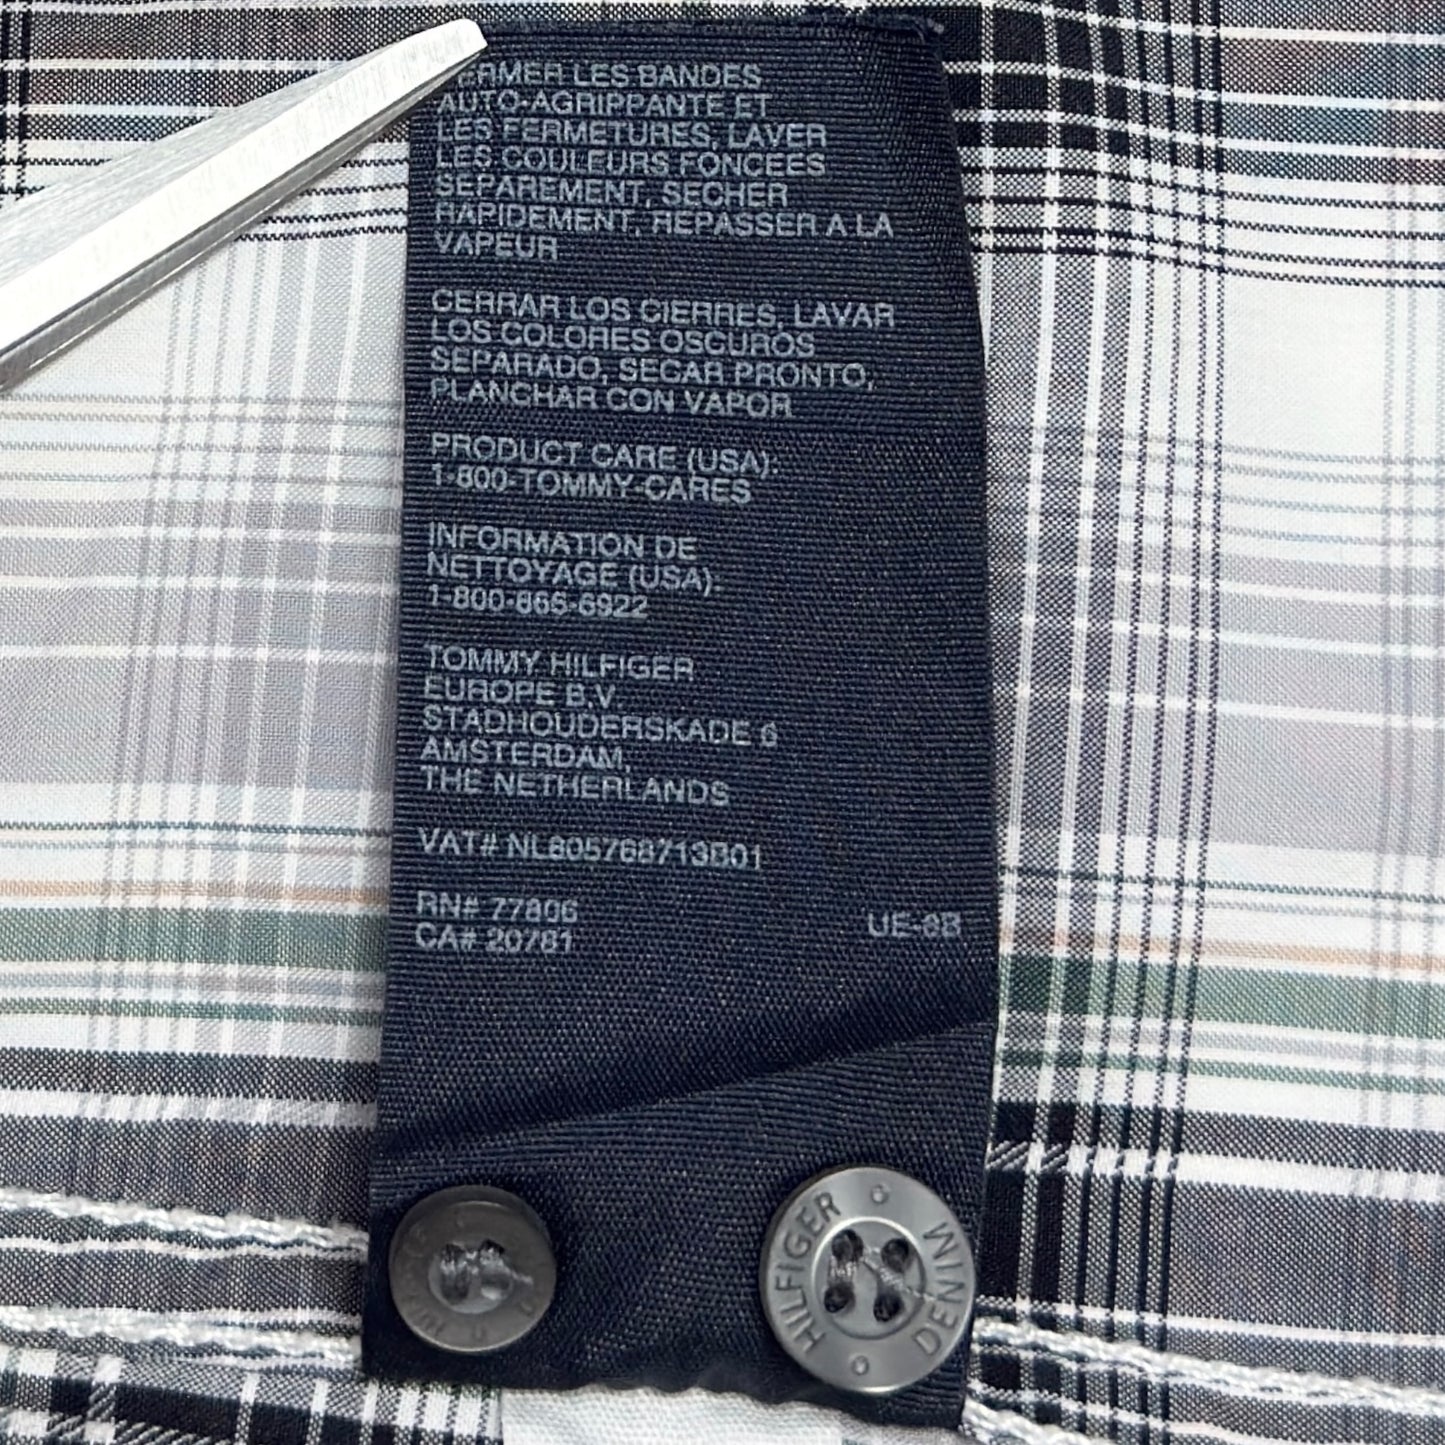 FERMER LES BANDES
AUTO-AGRIPPANTE ET
LES FERMETURES, LAVER
LES COULEURS FONCEES
SEPAREMENT, SECHER
RAPIDEMENT, REPASSER A LA
VAPEUR
CERRAR LOS CIERRES, LAVAR
LOS COLORES OSCUROS
SEPARADO, SECAR PRONTO,
PLANCHAR CON VAPOR
PRODUCT CARE (USA):
1-800-TOMMY-CARES
INFORMATION DE
NETTOYAGE (USA):
1-800-866-6922
TOMMY HILFIGER
EUROPE B.V
STADHOUDERSKADE 6
AMSTERDAM,
THE NETHERLANDS
VAT# NL805768713B01
RN# 77806
CA# 20781
UE-8B
HILFIGER
DENIM